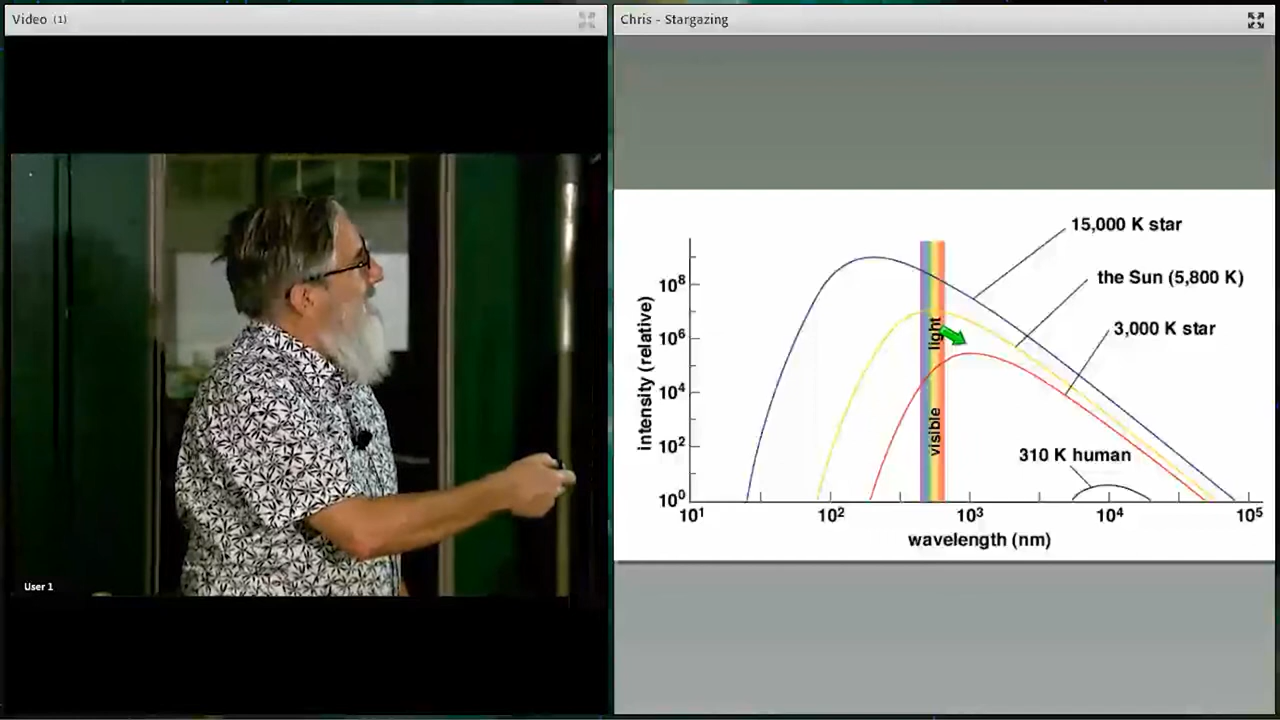 Video (1)
Chris - Stargazing
15,000 K star
the Sun (5,800 K)
3,000 K star
310 K human
intensity (relative)
10⁸
10⁶
10⁴
10²
10⁰
visible light
10¹
10²
10³
10⁴
10⁵
wavelength (nm)
User 1